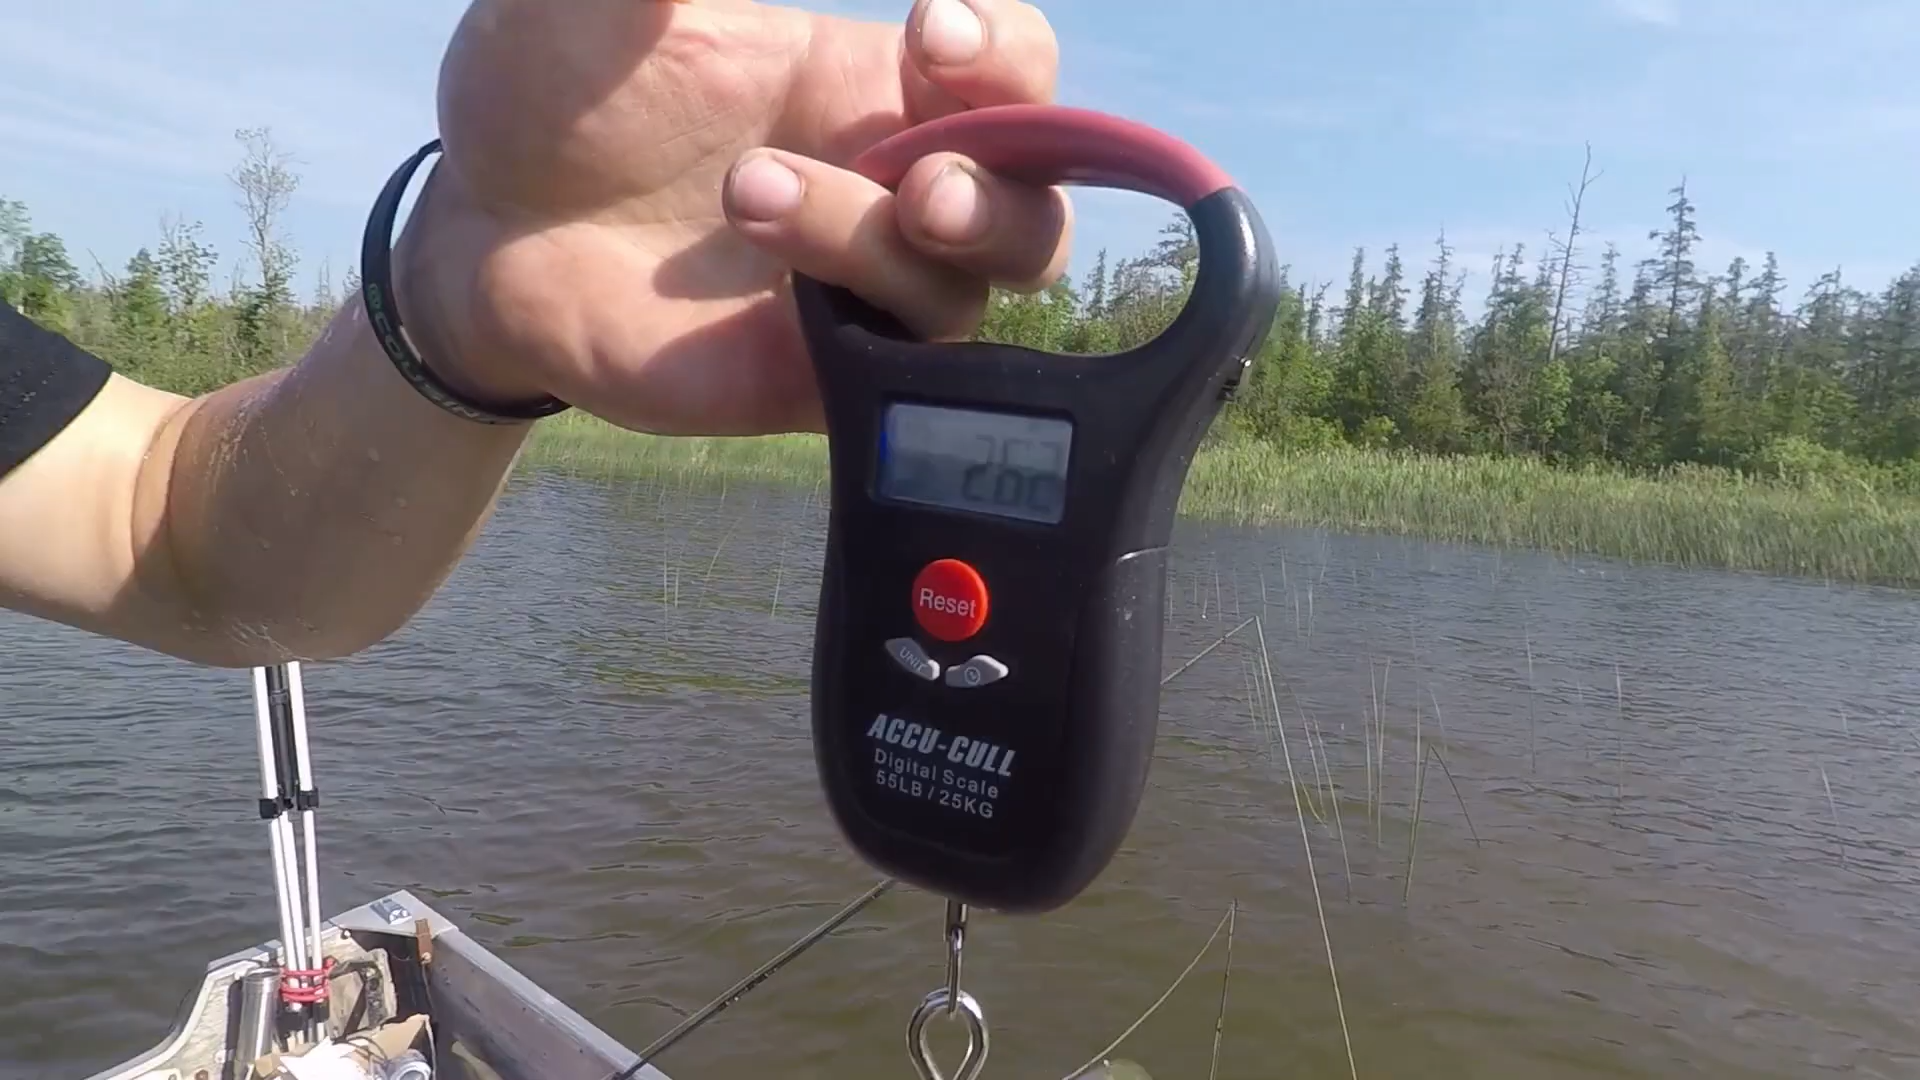 Reset
UNIT
ACCU-CULL
Digital Scale
55LB / 25KG